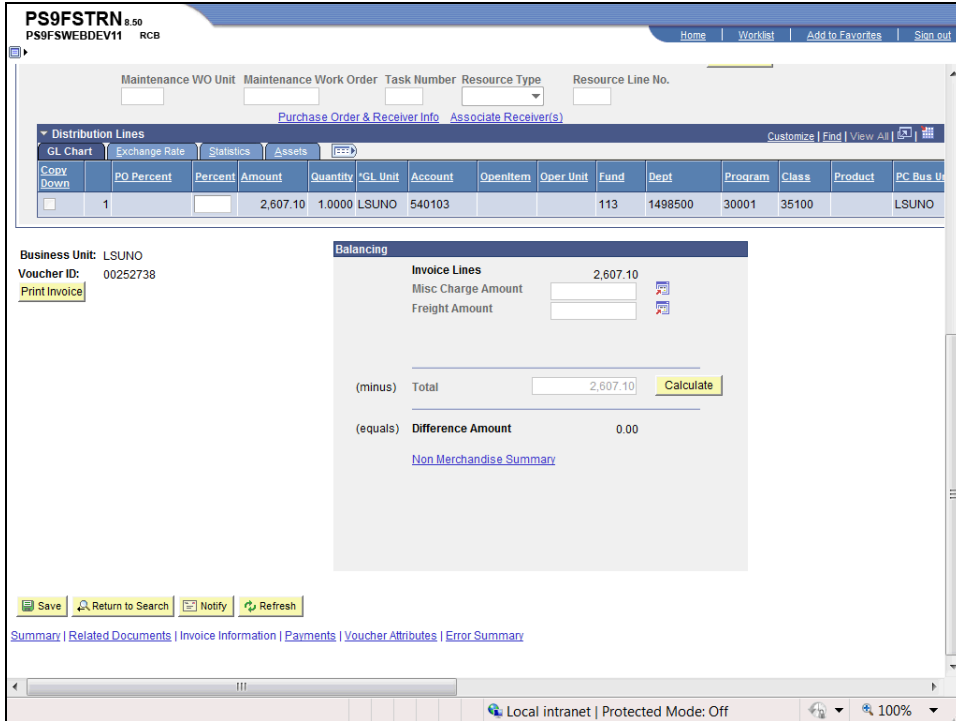 PS9FSTRN 8.50
PS9FSWEBDEV11 RCB
Home | Worklist | Add to Favorites | Sign out
Maintenance WO Unit Maintenance Work Order Task Number Resource Type Resource Line No.
Purchase Order & Receiver Info Associate Receiver(s)
Distribution Lines Customize | Find | View All |
GL Chart Exchange Rate Statistics Assets
Copy Down PO Percent Percent Amount Quantity *GL Unit Account OpenItem Oper Unit Fund Dept Program Class Product PC Bus U
1 2,607.10 1.0000 LSUNO 540103 113 1498500 30001 35100 LSUNO
Business Unit: LSUNO
Voucher ID: 00252738
Print Invoice
Balancing
Invoice Lines 2,607.10
Misc Charge Amount
Freight Amount
(minus) Total 2,607.10 Calculate
(equals) Difference Amount 0.00
Non Merchandise Summary
Save Return to Search Notify Refresh
Summary | Related Documents | Invoice Information | Payments | Voucher Attributes | Error Summary
Local intranet | Protected Mode: Off 100%